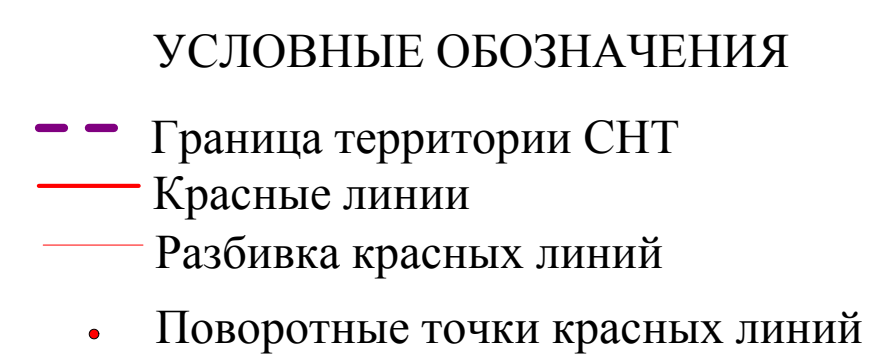 УСЛОВНЫЕ ОБОЗНАЧЕНИЯ
Граница территории СНТ
Красные линии
Разбивка красных линий
Поворотные точки красных линий